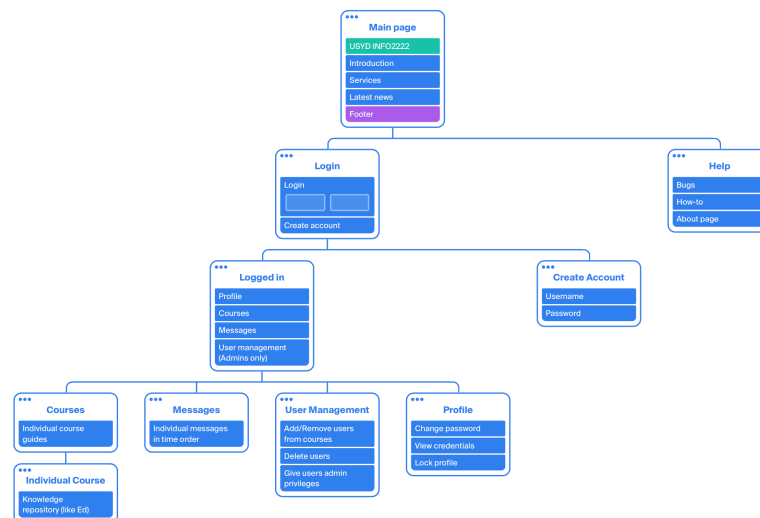 Main page
USYD INFO2222
Introduction
Services
Latest news
Footer
Login
Login
Create account
Help
Bugs
How-to
About page
Logged in
Profile
Courses
Messages
User management
(Admins only)
Create Account
Username
Password
Courses
Individual course
guides
Messages
Individual messages
in time order
User Management
Add/Remove users
from courses
Delete users
Give users admin
privileges
Profile
Change password
View credentials
Lock profile
Individual Course
Knowledge
repository (like Ed)